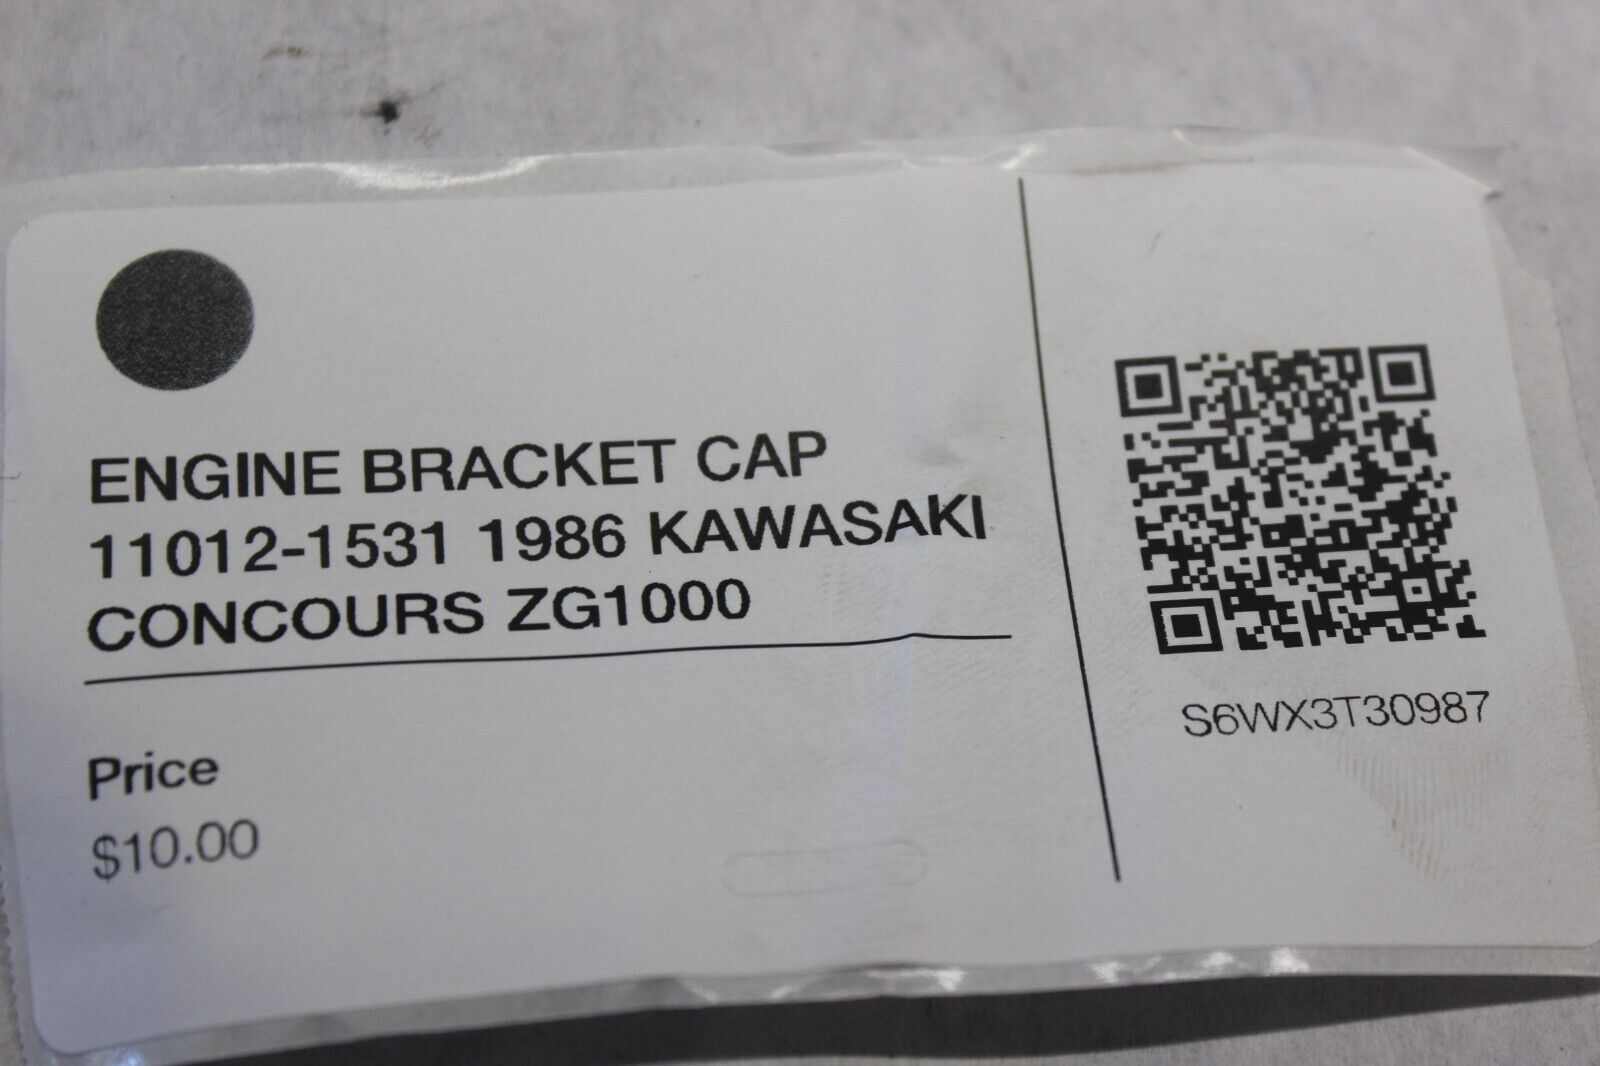 ENGINE BRACKET CAP
11012-1531 1986 KAWASAKI
CONCOURS ZG1000
Price
$10.00
S6WX3T30987